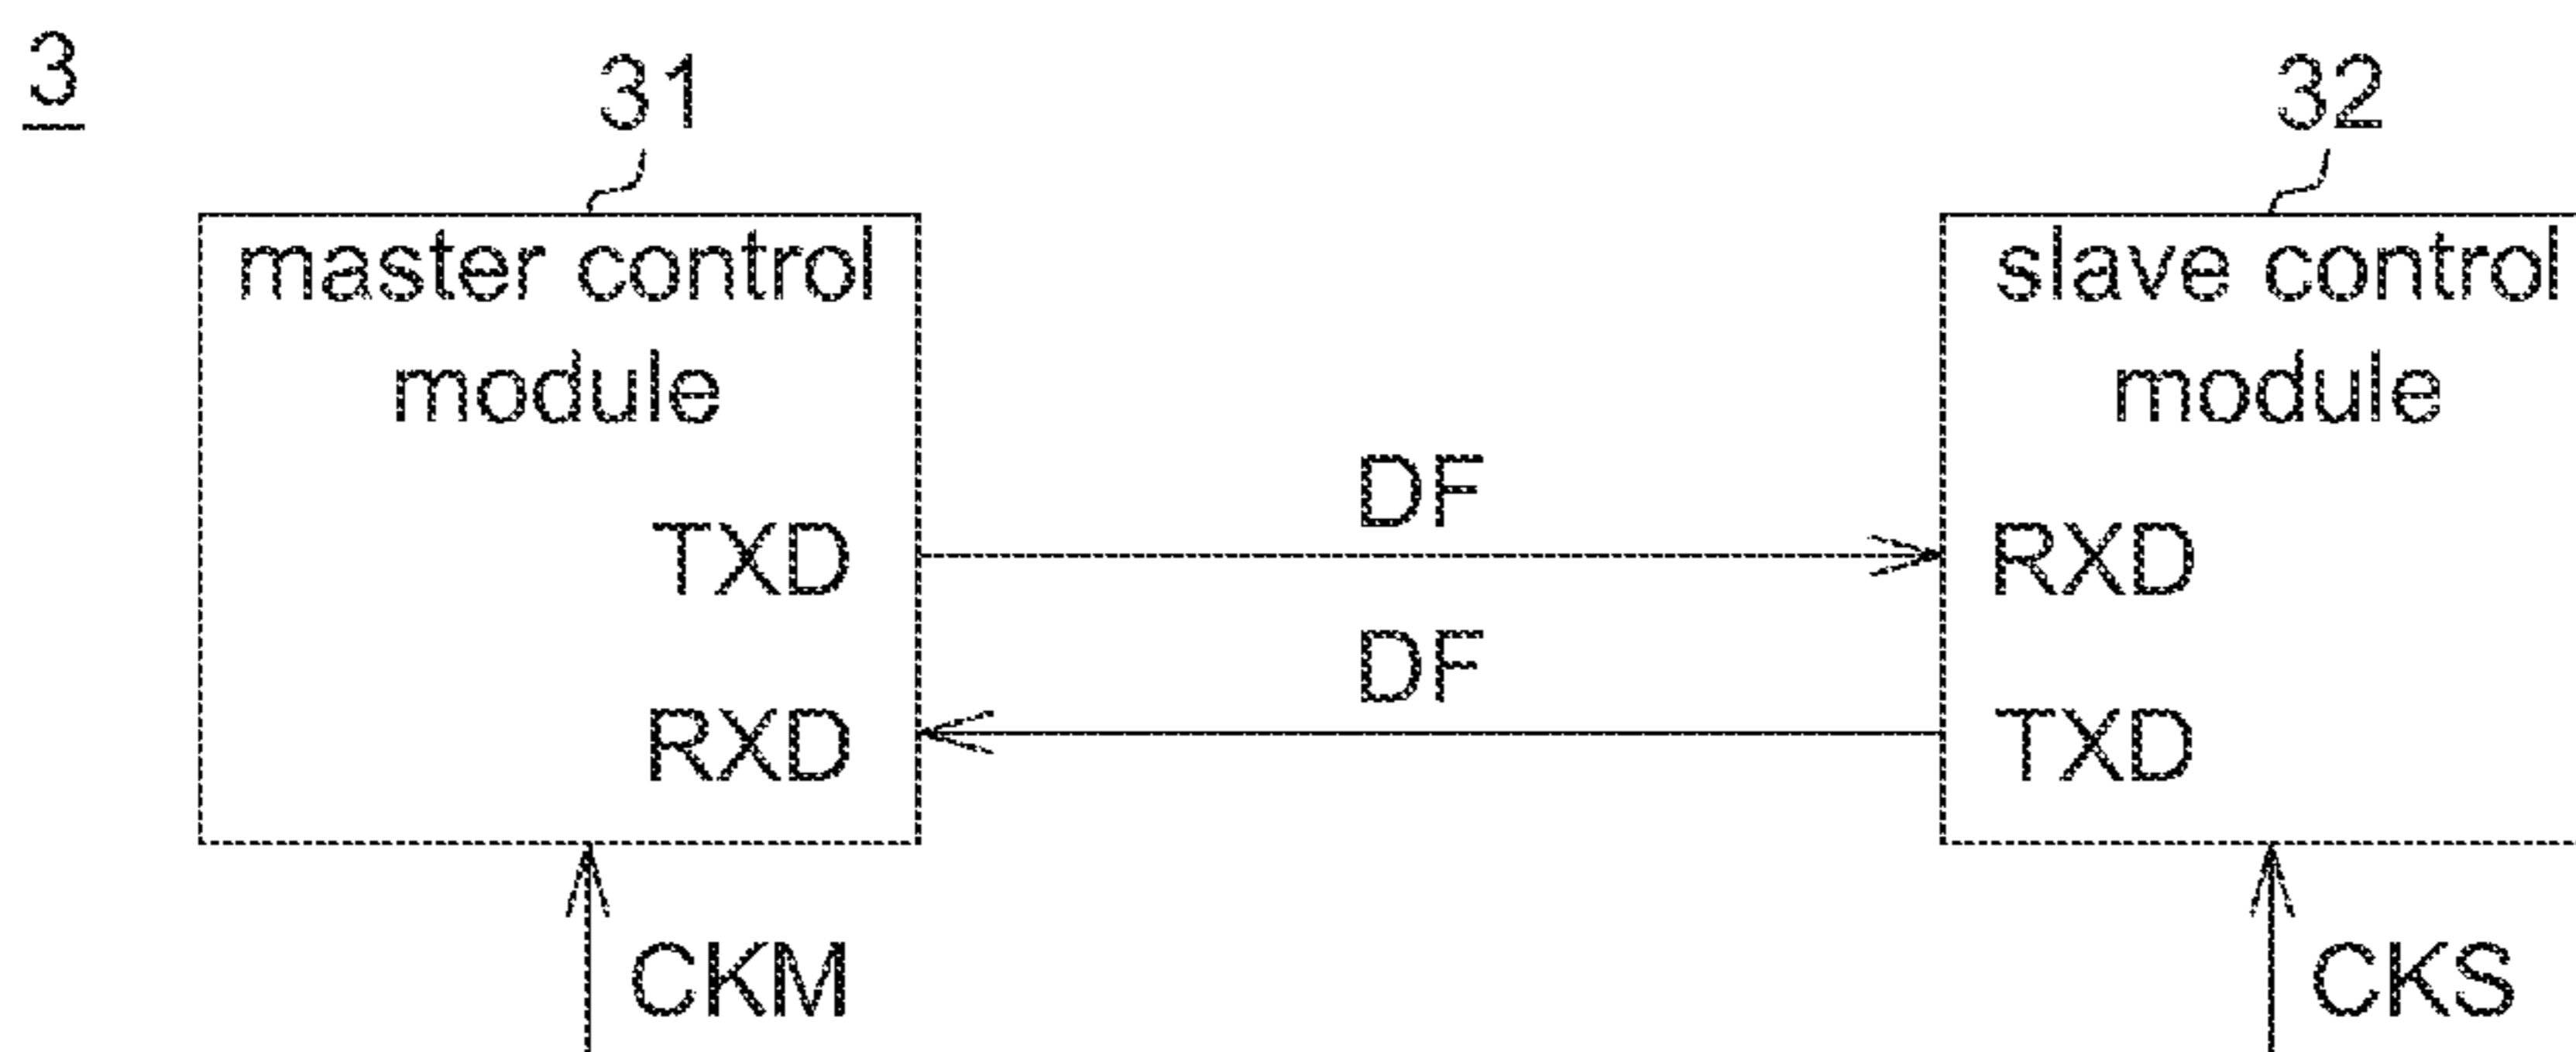 3
31
32
master control
module
slave control
module
DF
TXD
RXD
DF
RXD
TXD
CKM
CKS